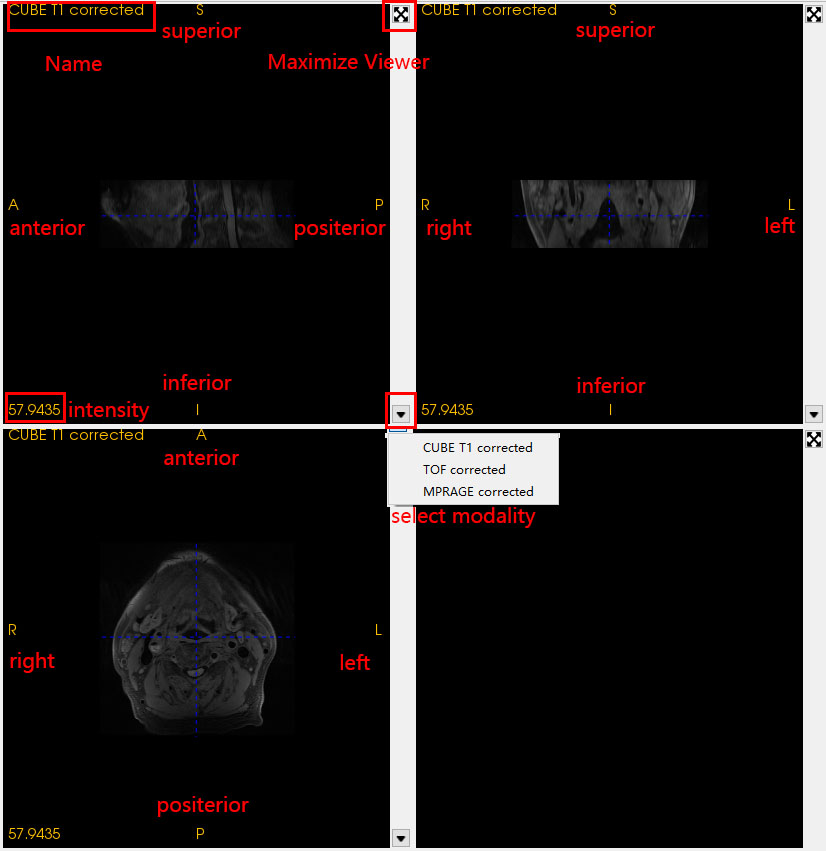 CUBE T1 corrected S
superior
Name
Maximize Viewer
A P
anterior positerior
inferior
57.9435 intensity I
CUBE T1 corrected S
superior
R L
right left
inferior
57.9435 I
CUBE T1 corrected A
anterior
R L
right left
positerior
57.9435 P
CUBE T1 corrected
TOF corrected
MPRAGE corrected
select modality